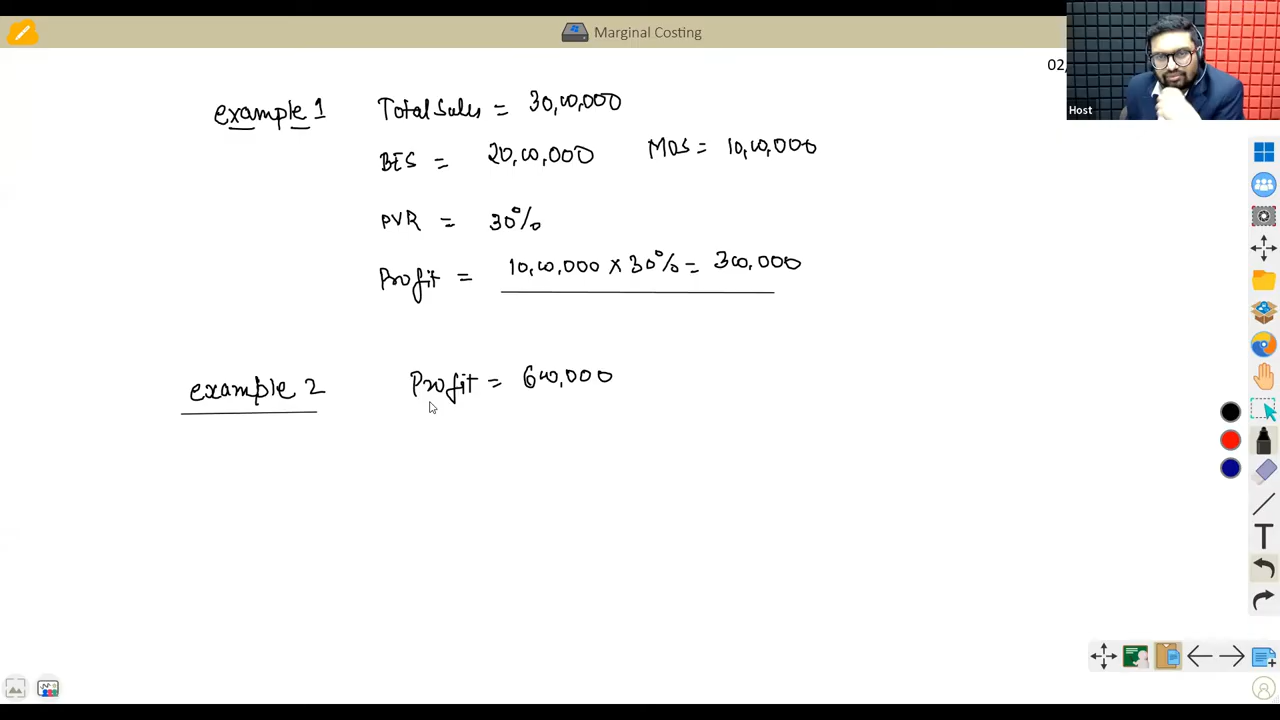 Marginal Costing
02/
Host
example 1 Total Sales = 30,00,000
BES = 20,00,000 MOS = 10,00,000
PVR = 30%
Profit = 10,00,000 x 30% = 300,000
example 2 Profit = 600,000
T